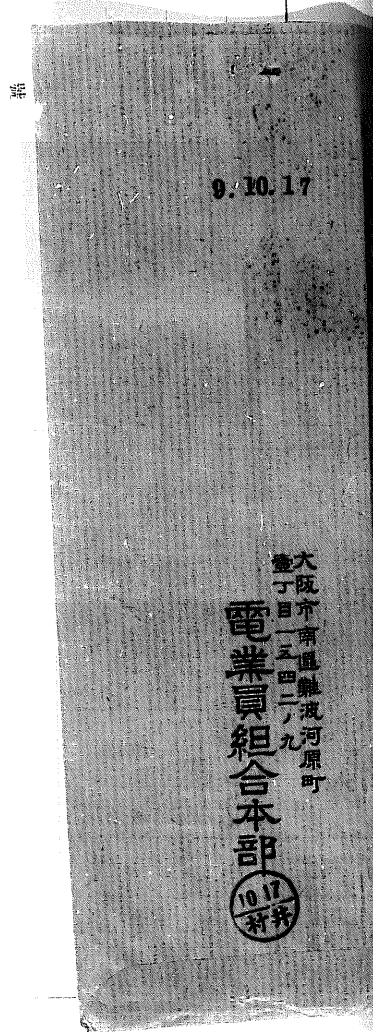 號
9.10.17
大阪市南區難波河原町
壹丁目一五四二ノ九
電業員組合本部
10 17
村井